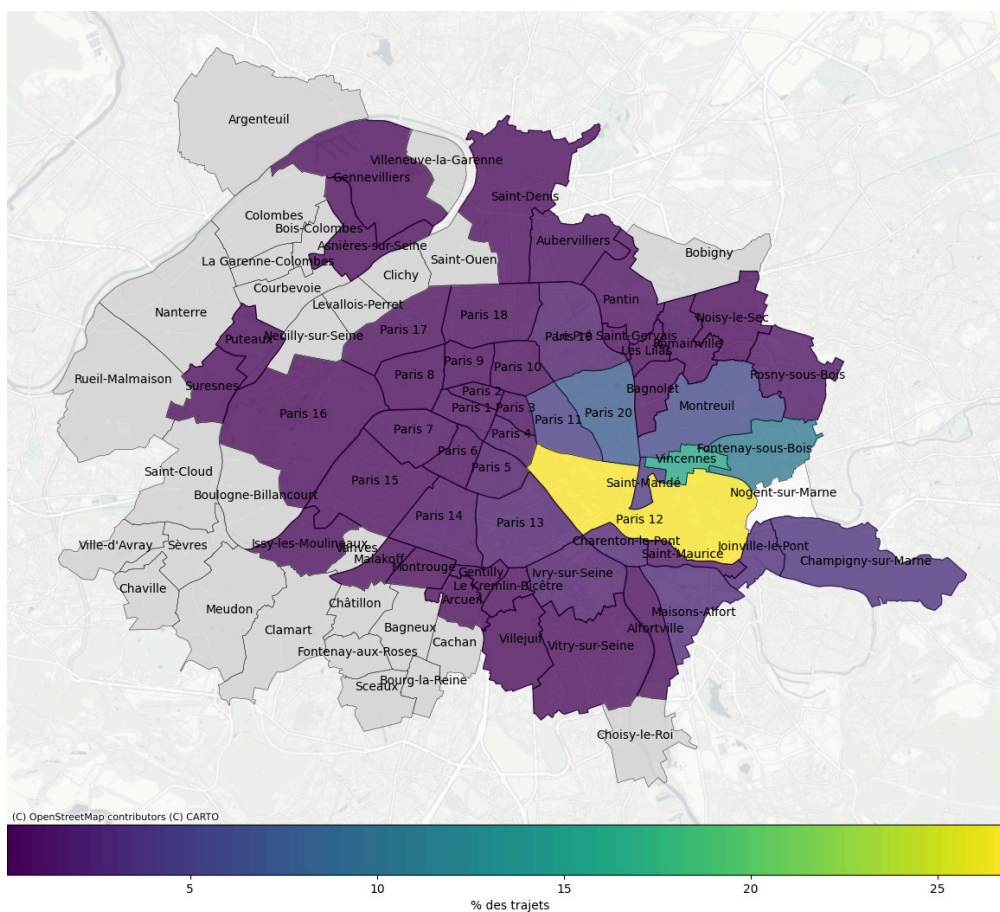 Argenteuil
Villeneuve-la-Garenne
Gennevilliers
Saint-Denis
Colombes
Bois-Colombes
Asnières-sur-Seine
Aubervilliers
Bobigny
La Garenne-Colombes
Saint-Ouen
Clichy
Courbevoie
Levallois-Perret
Pantin
Nanterre
Paris 18
Noisy-le-Sec
Paris 17
Puteaux
Neuilly-sur-Seine
Paris 19
Le Pré Saint-Gervais
Romainville
Les Lilas
Paris 9
Paris 10
Rueil-Malmaison
Suresnes
Paris 8
Rosny-sous-Bois
Bagnolet
Paris 2
Paris 1
Paris 3
Montreuil
Paris 16
Paris 11
Paris 20
Paris 7
Paris 4
Paris 6
Fontenay-sous-Bois
Vincennes
Saint-Cloud
Paris 5
Paris 15
Saint-Mandé
Boulogne-Billancourt
Nogent-sur-Marne
Paris 14
Paris 13
Paris 12
Charenton-le-Pont
Ville-d'Avray
Sèvres
Issy-les-Moulineaux
Vanves
Joinville-le-Pont
Saint-Maurice
Malakoff
Champigny-sur-Marne
Montrouge
Gentilly
Ivry-sur-Seine
Chaville
Le Kremlin-Bicêtre
Arcueil
Châtillon
Meudon
Maisons-Alfort
Clamart
Bagneux
Alfortville
Cachan
Villejuif
Vitry-sur-Seine
Fontenay-aux-Roses
Bourg-la-Reine
Sceaux
Choisy-le-Roi
(C) OpenStreetMap contributors (C) CARTO
5 10 15 20 25
% des trajets